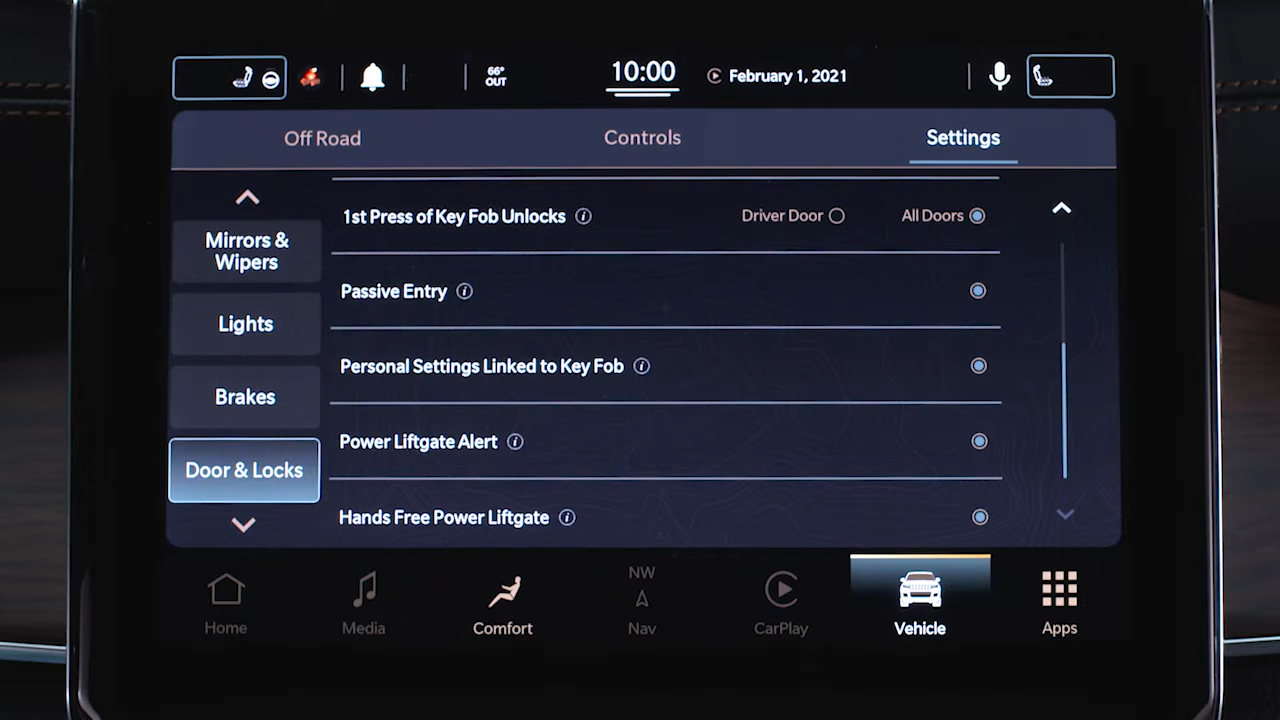 66°
OUT
10:00
February 1, 2021
Off Road
Controls
Settings
Mirrors &
Wipers
Lights
Brakes
Door & Locks
1st Press of Key Fob Unlocks
Driver Door
All Doors
Passive Entry
Personal Settings Linked to Key Fob
Power Liftgate Alert
Hands Free Power Liftgate
NW
Home
Media
Comfort
Nav
CarPlay
Vehicle
Apps